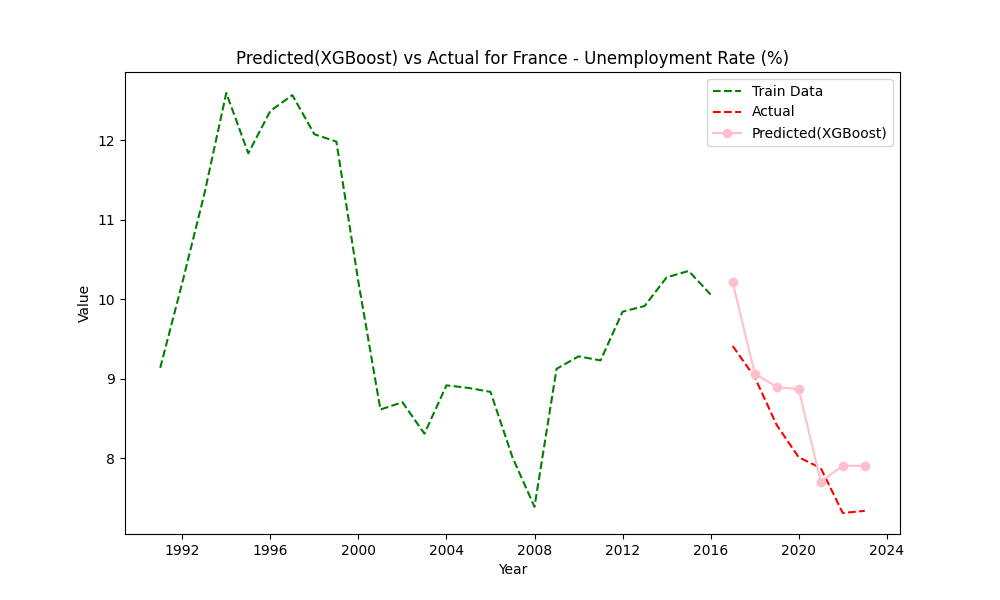 Predicted(XGBoost) vs Actual for France - Unemployment Rate (%)
Train Data
Actual
Predicted(XGBoost)
Value
12
11
10
9
8
1992 1996 2000 2004 2008 2012 2016 2020 2024
Year